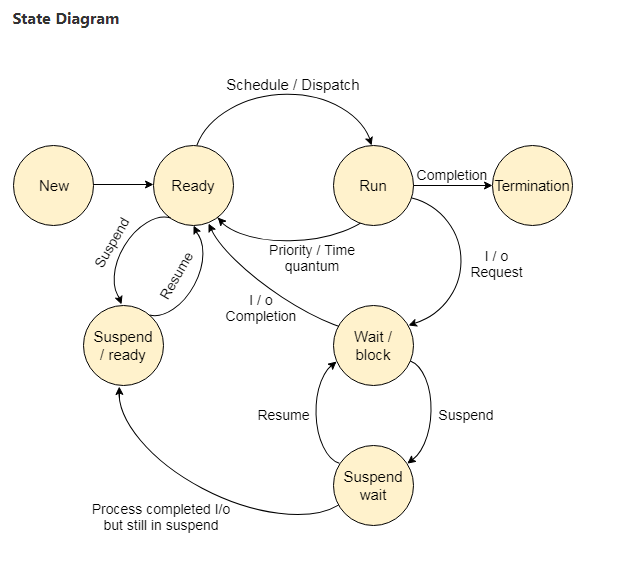 State Diagram
Schedule / Dispatch
New
Ready
Run
Completion
Termination
Suspend
Resume
Priority / Time
quantum
I / o
Request
I / o
Completion
Suspend
/ ready
Wait /
block
Resume
Suspend
Suspend
wait
Process completed I/o
but still in suspend